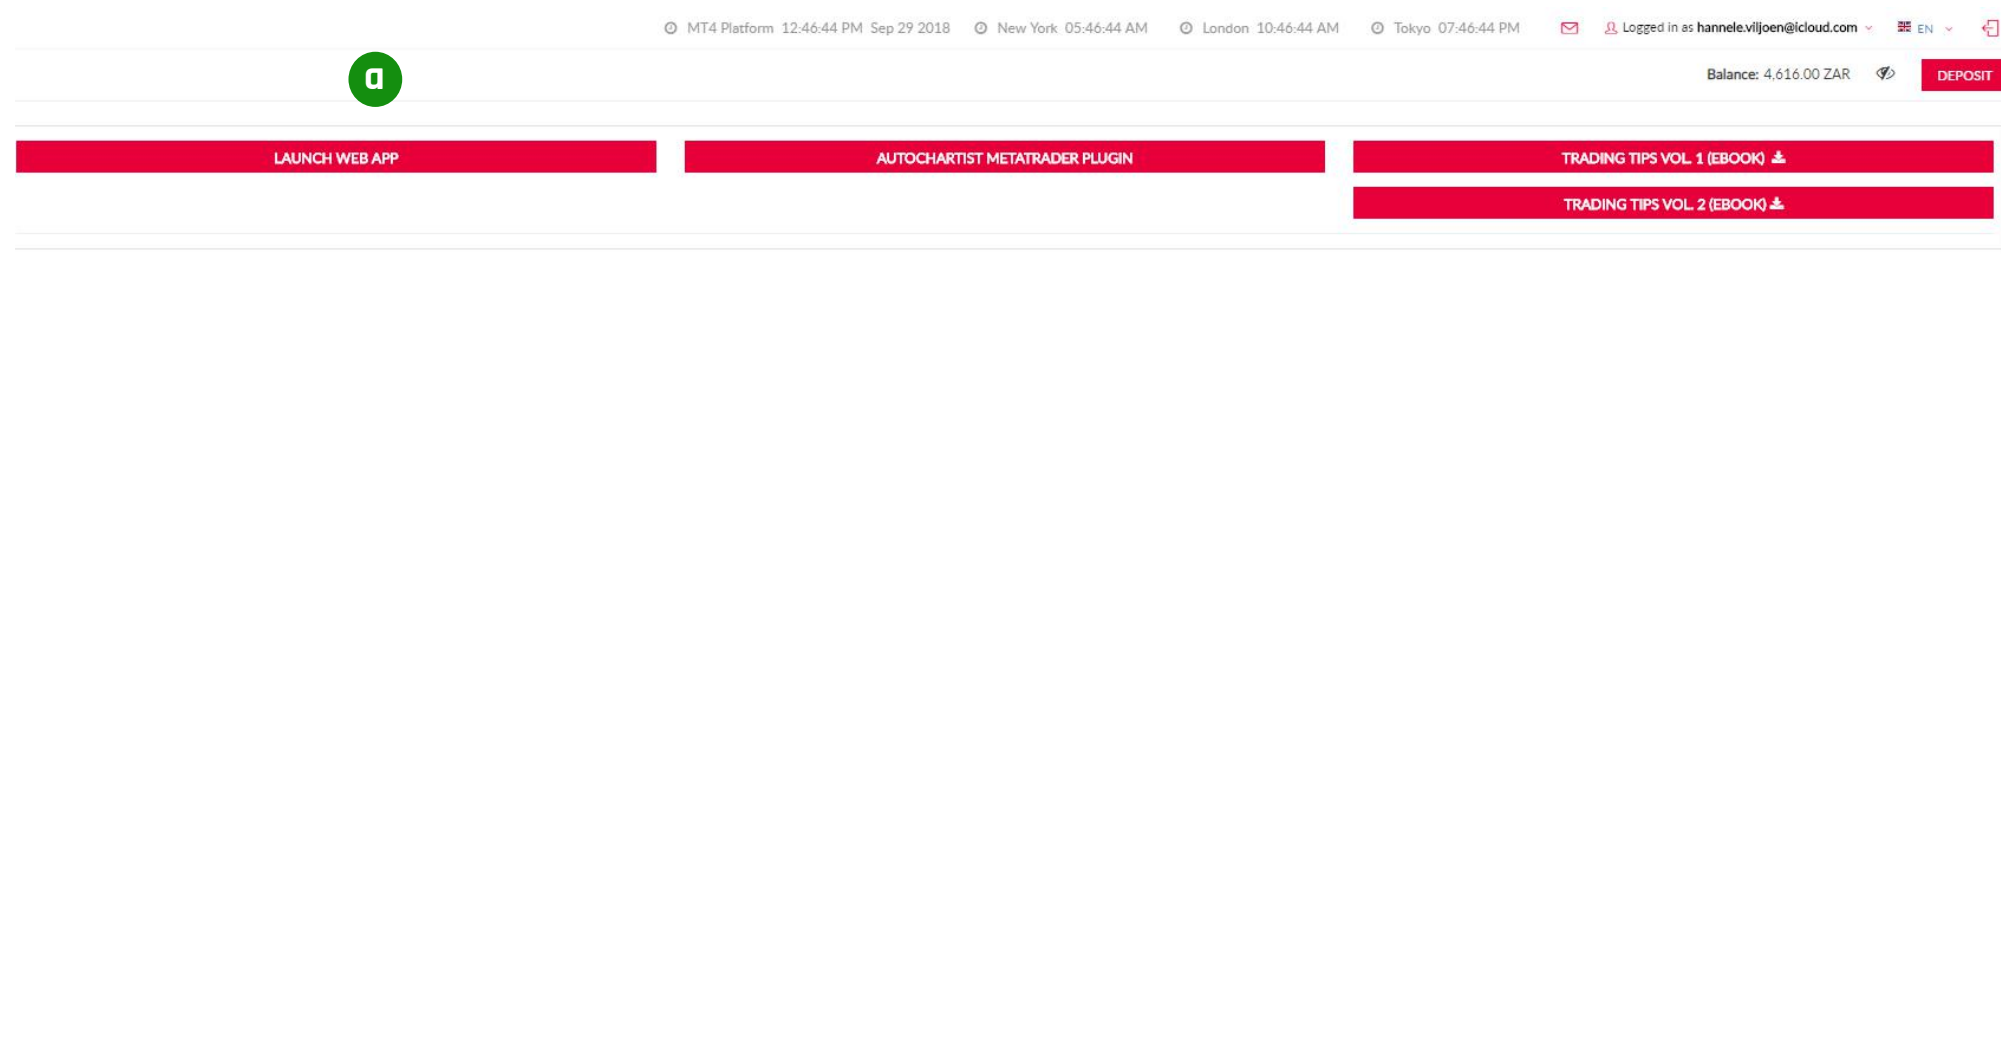 MT4 Platform 12:46:44 PM Sep 29 2018 New York 05:46:44 AM London 10:46:44 AM Tokyo 07:46:44 PM Logged in as hannele.viljoen@icloud.com EN
a
Balance: 4,616.00 ZAR DEPOSIT
LAUNCH WEB APP AUTOCHARTIST METATRADER PLUGIN TRADING TIPS VOL. 1 (EBOOK)
TRADING TIPS VOL. 2 (EBOOK)